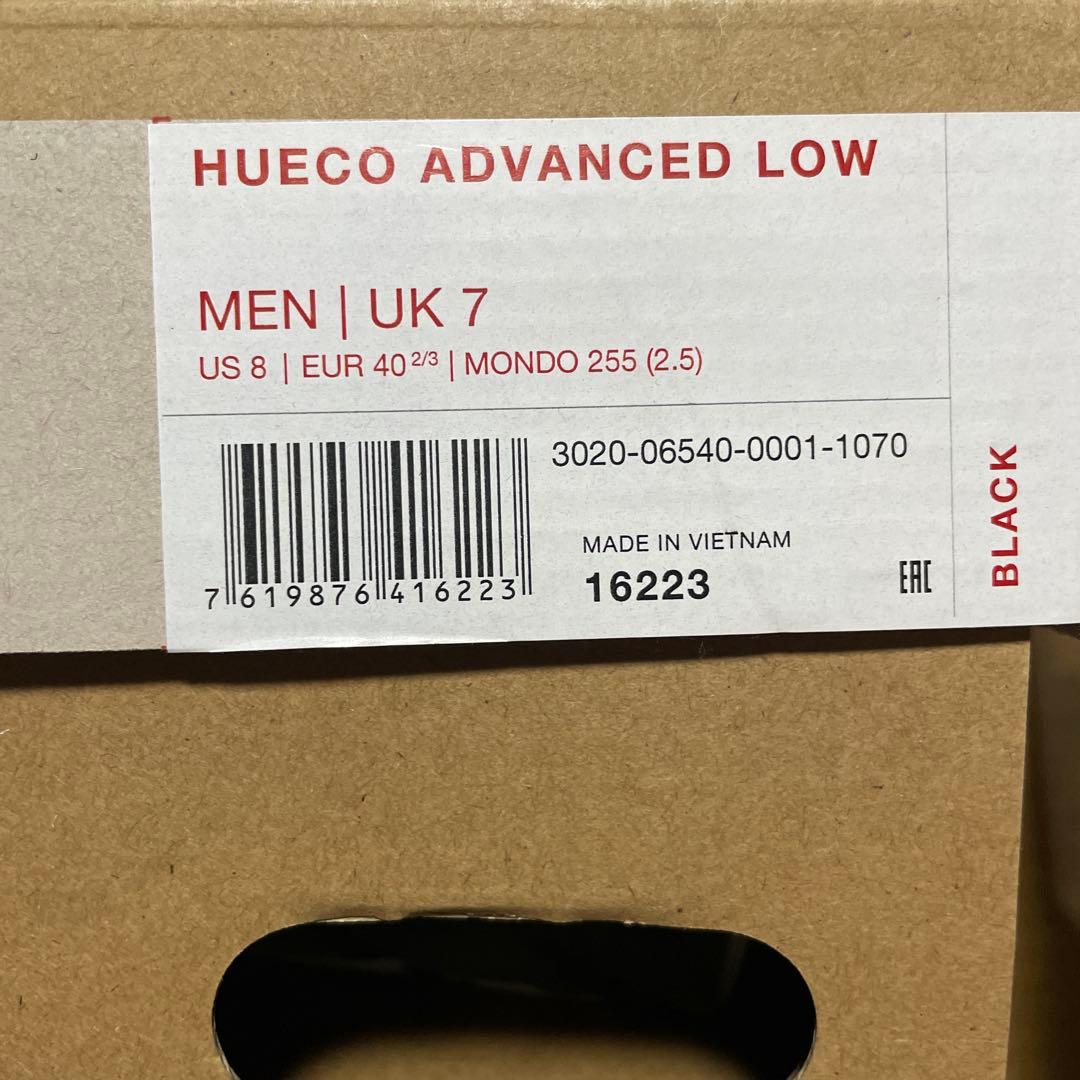 HUECO ADVANCED LOW
MEN | UK 7
US 8 | EUR 40 2/3 | MONDO 255 (2.5)
3020-06540-0001-1070
MADE IN VIETNAM
16223
EAC
7 619876 416223
BLACK